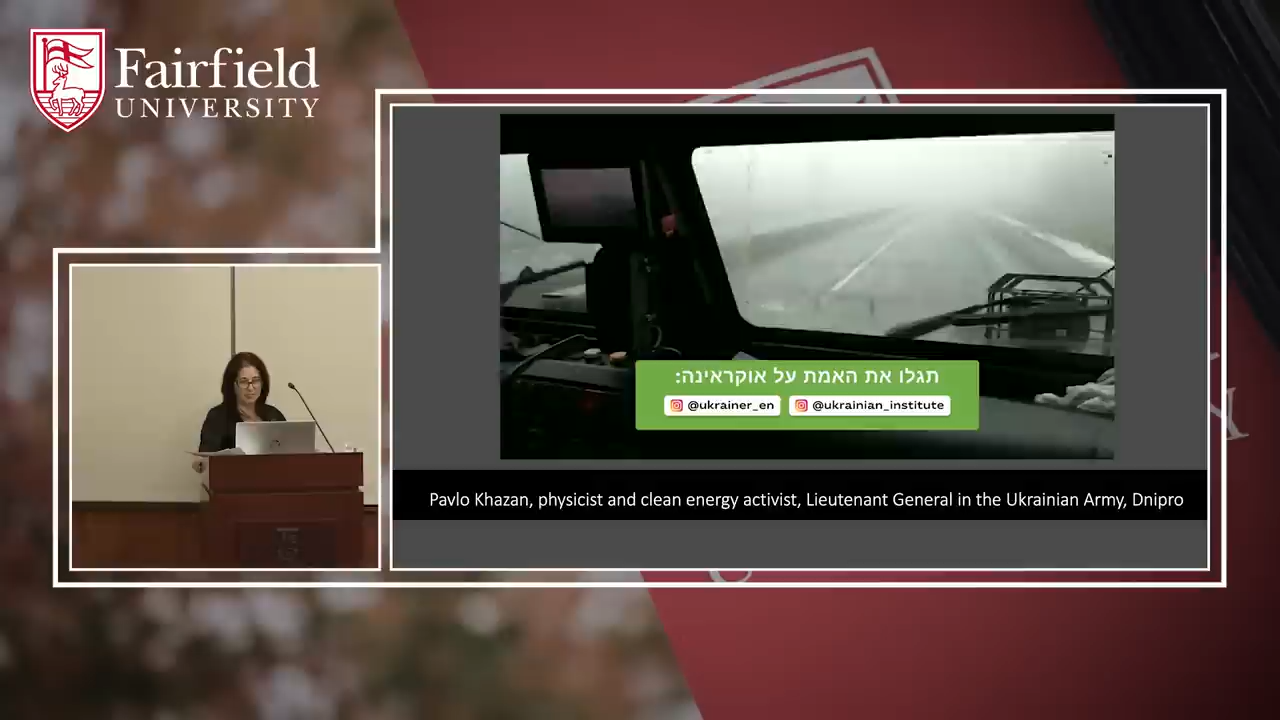 Fairfield
UNIVERSITY
תגלו את האמת על אוקראינה:
@ukrainer_en @ukrainian_institute
Pavlo Khazan, physicist and clean energy activist, Lieutenant General in the Ukrainian Army, Dnipro